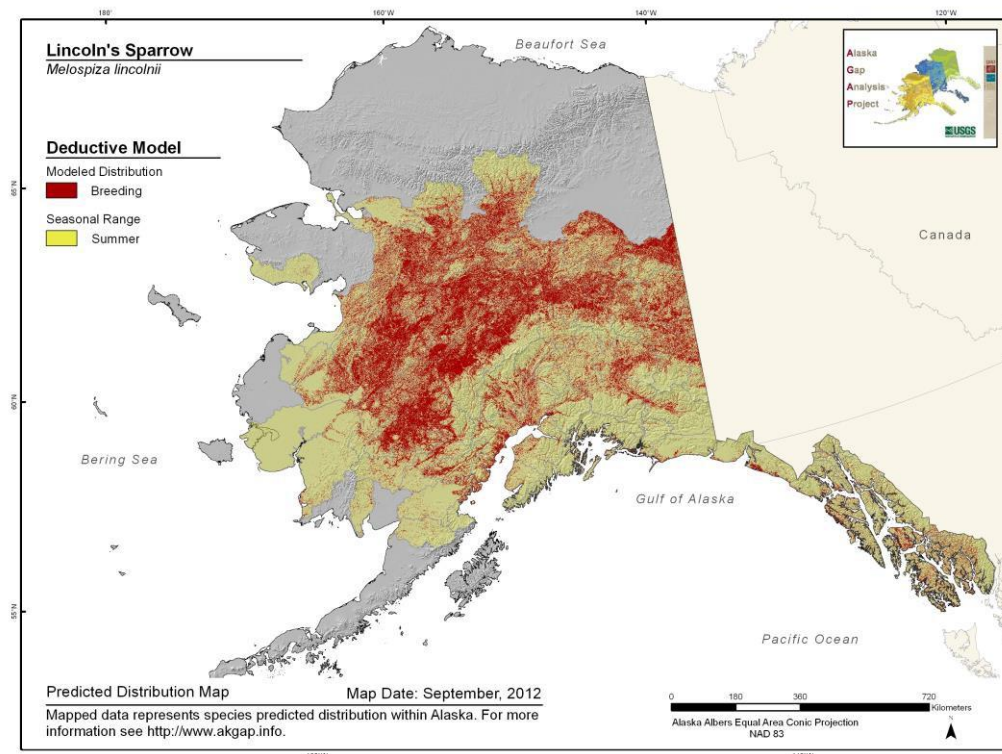 180°
160°W
140°W
120°W
Lincoln's Sparrow
Melospiza lincolnii
Beaufort Sea
Alaska
Gap
Analysis
Project
USGS
Deductive Model
Modeled Distribution
Breeding
Seasonal Range
Summer
65°N
Canada
60°N
Bering Sea
Gulf of Alaska
55°N
Pacific Ocean
Predicted Distribution Map
Map Date: September, 2012
Mapped data represents species predicted distribution within Alaska. For more
information see http://www.akgap.info.
0 180 360 720
Kilometers
Alaska Albers Equal Area Conic Projection
NAD 83
N